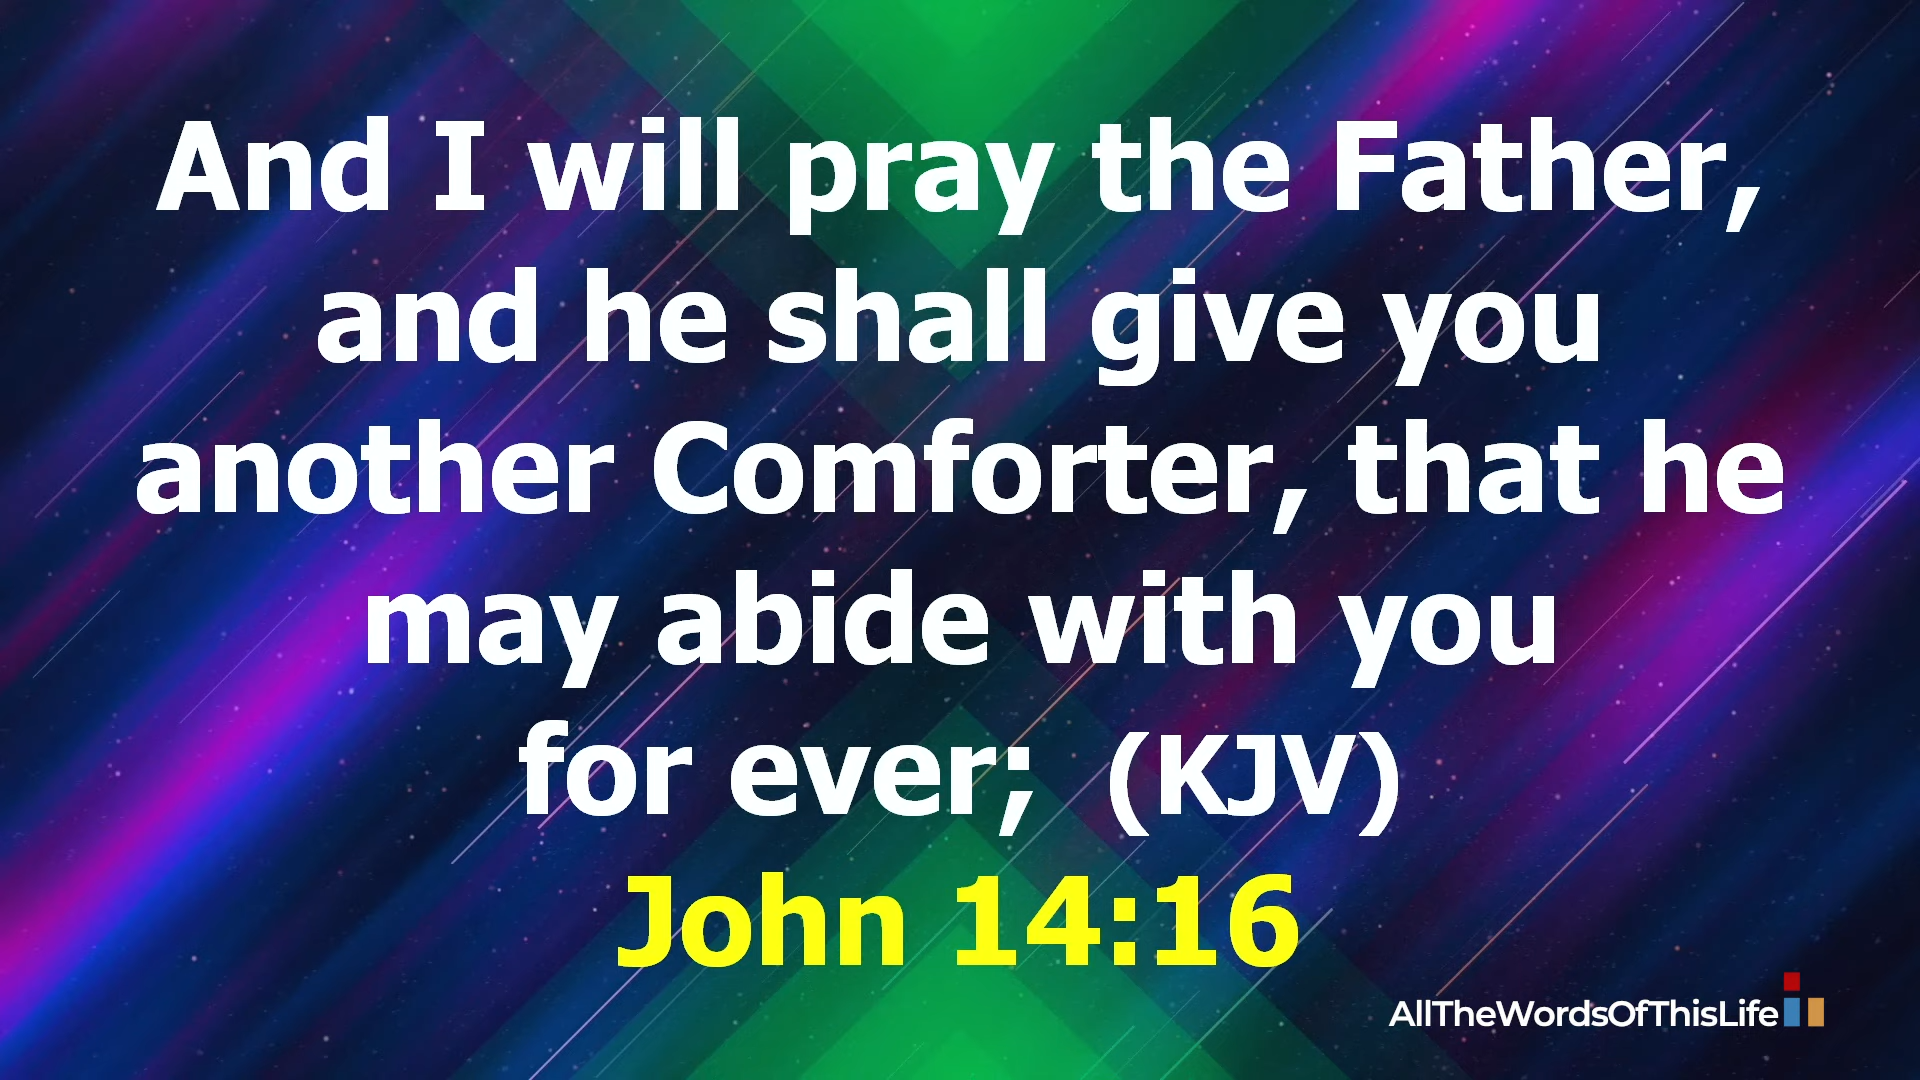 And I will pray the Father,
and he shall give you
another Comforter, that he
may abide with you
for ever;  (KJV)
John 14:16
AllTheWordsOfThisLife